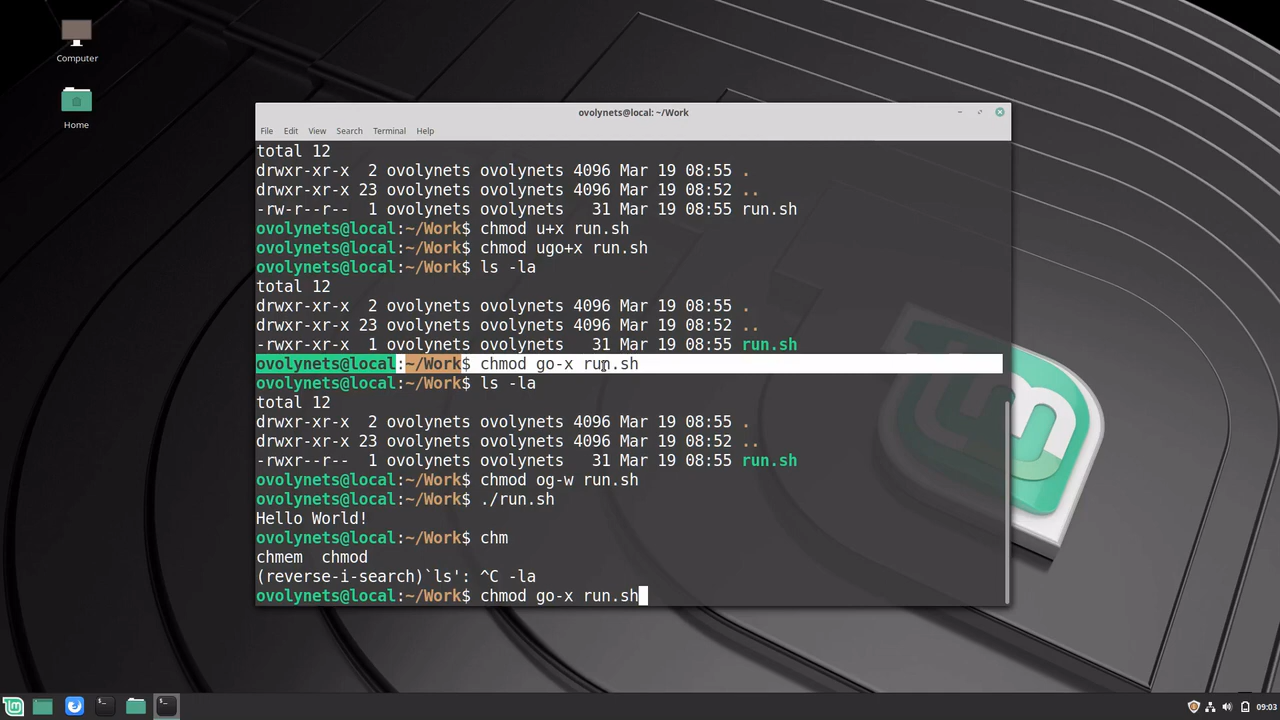 Computer
Home
ovolynets@local: ~/Work
File Edit View Search Terminal Help
total 12
drwxr-xr-x  2 ovolynets ovolynets 4096 Mar 19 08:55 .
drwxr-xr-x 23 ovolynets ovolynets 4096 Mar 19 08:52 ..
-rw-r--r--  1 ovolynets ovolynets   31 Mar 19 08:55 run.sh
ovolynets@local:~/Work$ chmod u+x run.sh
ovolynets@local:~/Work$ chmod ugo+x run.sh
ovolynets@local:~/Work$ ls -la
total 12
drwxr-xr-x  2 ovolynets ovolynets 4096 Mar 19 08:55 .
drwxr-xr-x 23 ovolynets ovolynets 4096 Mar 19 08:52 ..
-rwxr-xr-x  1 ovolynets ovolynets   31 Mar 19 08:55 run.sh
ovolynets@local:~/Work$ chmod go-x run.sh
ovolynets@local:~/Work$ ls -la
total 12
drwxr-xr-x  2 ovolynets ovolynets 4096 Mar 19 08:55 .
drwxr-xr-x 23 ovolynets ovolynets 4096 Mar 19 08:52 ..
-rwxr--r--  1 ovolynets ovolynets   31 Mar 19 08:55 run.sh
ovolynets@local:~/Work$ chmod og-w run.sh
ovolynets@local:~/Work$ ./run.sh
Hello World!
ovolynets@local:~/Work$ chm
chmem  chmod
(reverse-i-search)`ls': ^C -la
ovolynets@local:~/Work$ chmod go-x run.sh
09:03